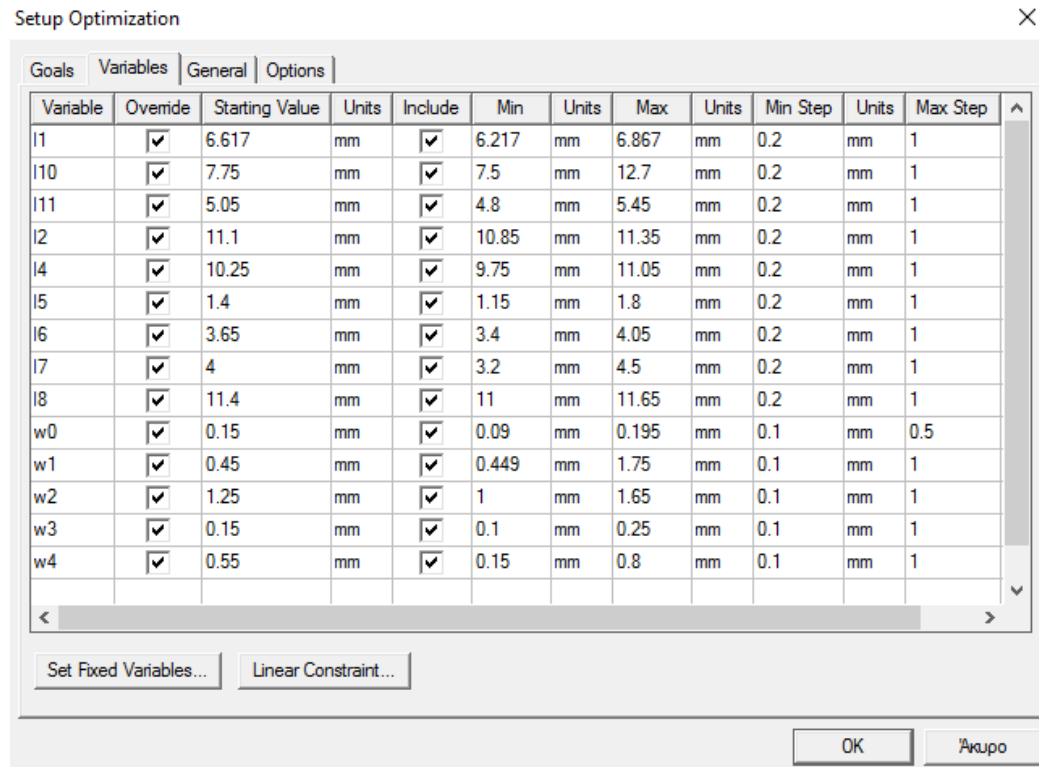 Setup Optimization
Goals Variables General Options
Variable Override Starting Value Units Include Min Units Max Units Min Step Units Max Step
l1 6.617 mm 6.217 mm 6.867 mm 0.2 mm 1
l10 7.75 mm 7.5 mm 12.7 mm 0.2 mm 1
l11 5.05 mm 4.8 mm 5.45 mm 0.2 mm 1
l2 11.1 mm 10.85 mm 11.35 mm 0.2 mm 1
l4 10.25 mm 9.75 mm 11.05 mm 0.2 mm 1
l5 1.4 mm 1.15 mm 1.8 mm 0.2 mm 1
l6 3.65 mm 3.4 mm 4.05 mm 0.2 mm 1
l7 4 mm 3.2 mm 4.5 mm 0.2 mm 1
l8 11.4 mm 11 mm 11.65 mm 0.2 mm 1
w0 0.15 mm 0.09 mm 0.195 mm 0.1 mm 0.5
w1 0.45 mm 0.449 mm 1.75 mm 0.1 mm 1
w2 1.25 mm 1 mm 1.65 mm 0.1 mm 1
w3 0.15 mm 0.1 mm 0.25 mm 0.1 mm 1
w4 0.55 mm 0.15 mm 0.8 mm 0.1 mm 1
Set Fixed Variables... Linear Constraint...
OK Άκυρο